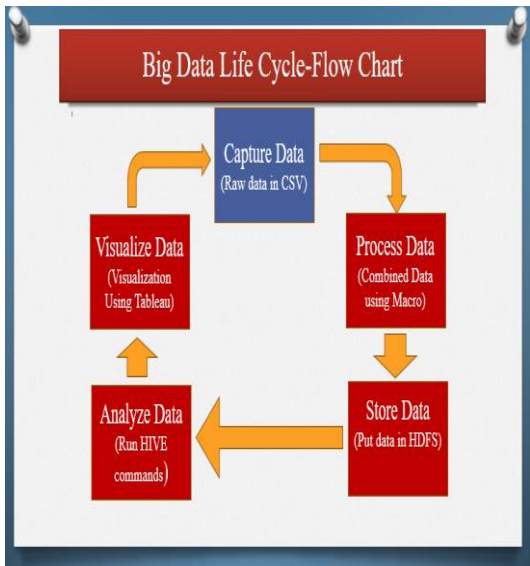 Big Data Life Cycle-Flow Chart
Capture Data
(Raw data in CSV)
Process Data
(Combined Data
using Macro)
Store Data
(Put data in HDFS)
Analyze Data
(Run HIVE
commands)
Visualize Data
(Visualization
Using Tableau)